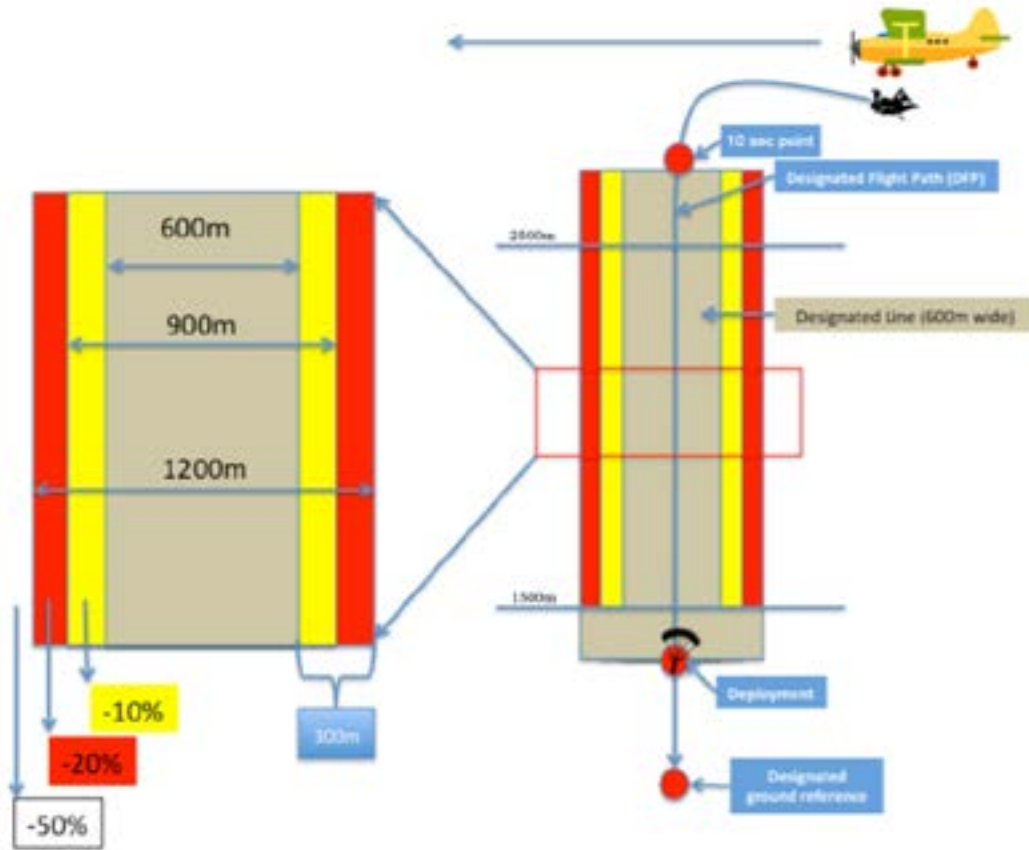 10 sec point
Designated Flight Path (DFP)
600m
2500m
900m
Designated Line (600m wide)
1200m
1500m
Deployment
-10%
300m
-20%
Designated
ground reference
-50%